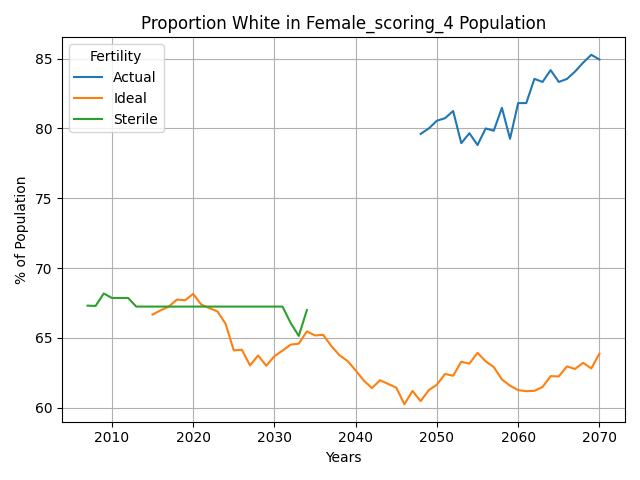 Proportion White in Female_scoring_4 Population
Fertility
Actual
Ideal
Sterile
85
80
75
70
65
60
% of Population
2010 2020 2030 2040 2050 2060 2070
Years